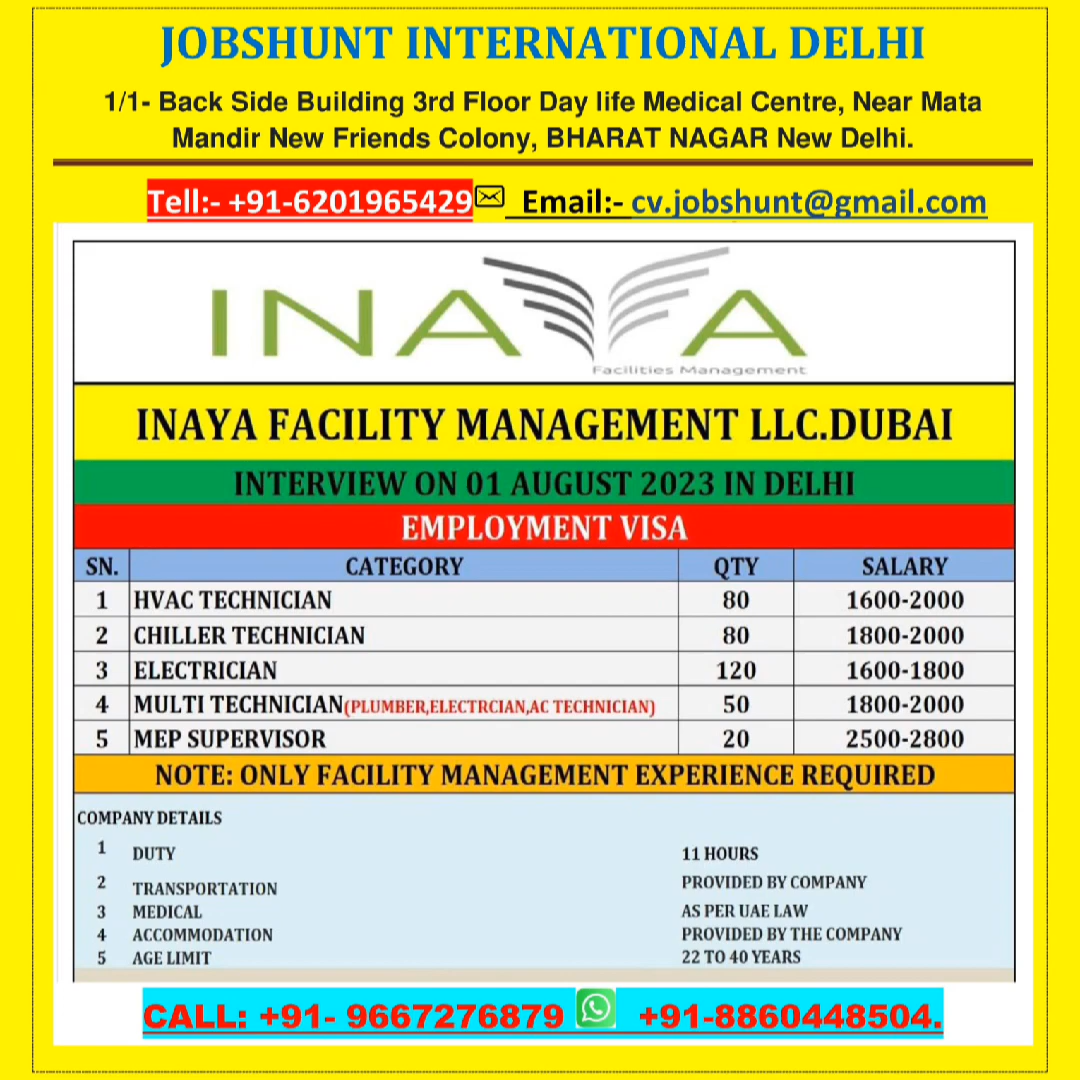 JOBSHUNT INTERNATIONAL DELHI
1/1- Back Side Building 3rd Floor Day life Medical Centre, Near Mata
Mandir New Friends Colony, BHARAT NAGAR New Delhi.
Tell:- +91-6201965429 Email:- cv.jobshunt@gmail.com
INAYA
Facilities Management
INAYA FACILITY MANAGEMENT LLC.DUBAI
INTERVIEW ON 01 AUGUST 2023 IN DELHI
EMPLOYMENT VISA
SN. CATEGORY QTY SALARY
1 HVAC TECHNICIAN 80 1600-2000
2 CHILLER TECHNICIAN 80 1800-2000
3 ELECTRICIAN 120 1600-1800
4 MULTI TECHNICIAN(PLUMBER,ELECTRCIAN,AC TECHNICIAN) 50 1800-2000
5 MEP SUPERVISOR 20 2500-2800
NOTE: ONLY FACILITY MANAGEMENT EXPERIENCE REQUIRED
COMPANY DETAILS
1 DUTY 11 HOURS
2 TRANSPORTATION PROVIDED BY COMPANY
3 MEDICAL AS PER UAE LAW
4 ACCOMMODATION PROVIDED BY THE COMPANY
5 AGE LIMIT 22 TO 40 YEARS
CALL: +91- 9667276879 +91-8860448504.